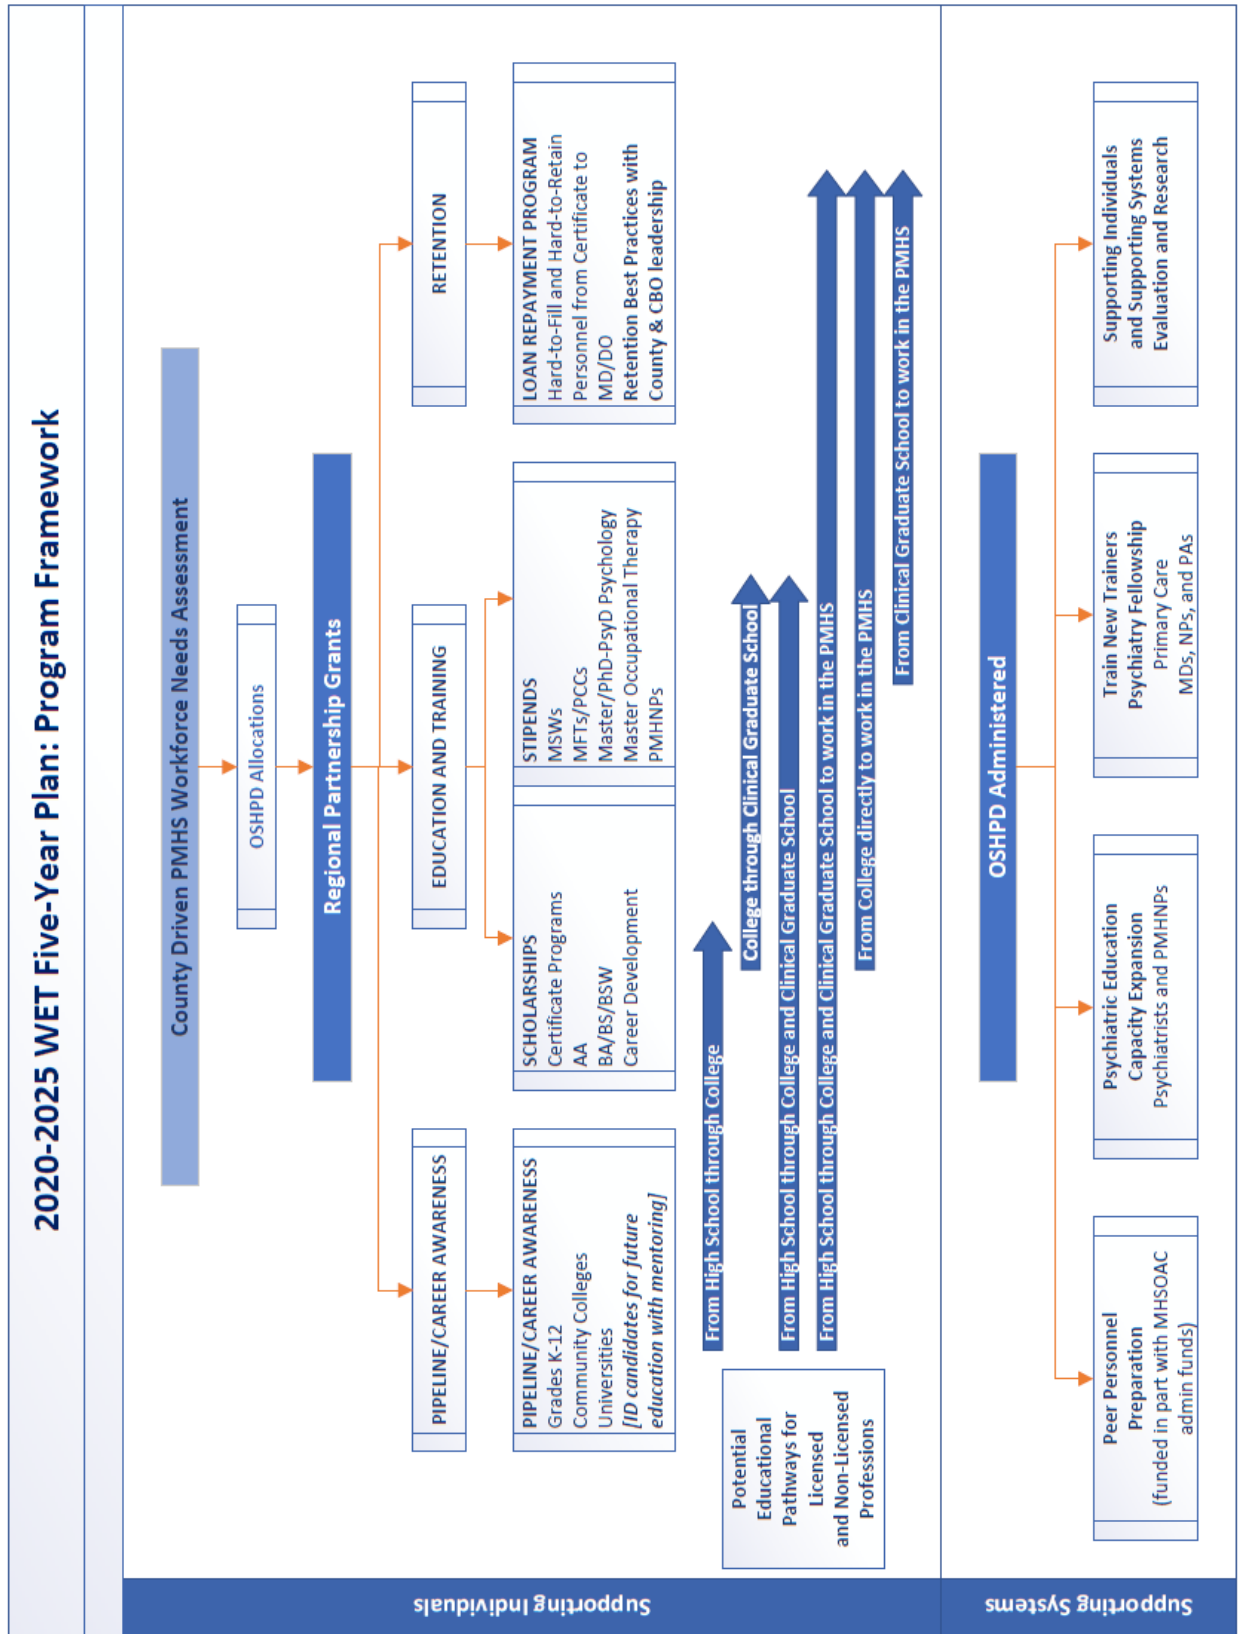 2020-2025 WET Five-Year Plan: Program Framework
Supporting Individuals
County Driven PMHS Workforce Needs Assessment
OSHPD Allocations
Regional Partnership Grants
PIPELINE/CAREER AWARENESS
EDUCATION AND TRAINING
RETENTION
PIPELINE/CAREER AWARENESS
Grades K-12
Community Colleges
Universities
[ID candidates for future
education with mentoring]
SCHOLARSHIPS
Certificate Programs
AA
BA/BS/BSW
Career Development
STIPENDS
MSWs
MFTs/PCCs
Master/PhD-PsyD Psychology
Master Occupational Therapy
PMHNPs
LOAN REPAYMENT PROGRAM
Hard-to-Fill and Hard-to-Retain
Personnel from Certificate to
MD/DO
Retention Best Practices with
County & CBO leadership
Potential
Educational
Pathways for
Licensed
and Non-Licensed
Professions
From High School through College
College through Clinical Graduate School
From High School through College and Clinical Graduate School
From High School through College and Clinical Graduate School to work in the PMHS
From College directly to work in the PMHS
From Clinical Graduate School to work in the PMHS
Supporting Systems
OSHPD Administered
Peer Personnel
Preparation
(funded in part with MHSOAC
admin funds)
Psychiatric Education
Capacity Expansion
Psychiatrists and PMHNPs
Train New Trainers
Psychiatry Fellowship
Primary Care
MDs, NPs, and PAs
Supporting Individuals
and Supporting Systems
Evaluation and Research